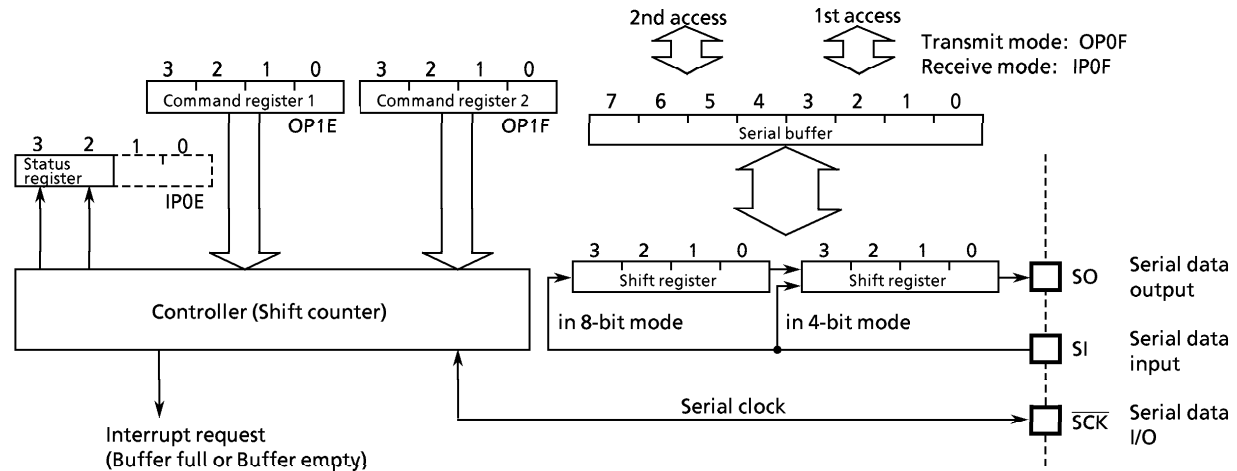 2nd access
1st access
Transmit mode: OP0F
Receive mode: IP0F
3 2 1 0
Command register 1
OP1E
3 2 1 0
Command register 2
OP1F
7 6 5 4 3 2 1 0
Serial buffer
3 2 1 0
Status
register
IP0E
3 2 1 0
Shift register
3 2 1 0
Shift register
SO
Serial data
output
Controller (Shift counter)
in 8-bit mode
in 4-bit mode
SI
Serial data
input
Serial clock
S̅C̅K̅
Serial data
I/O
Interrupt request
(Buffer full or Buffer empty)